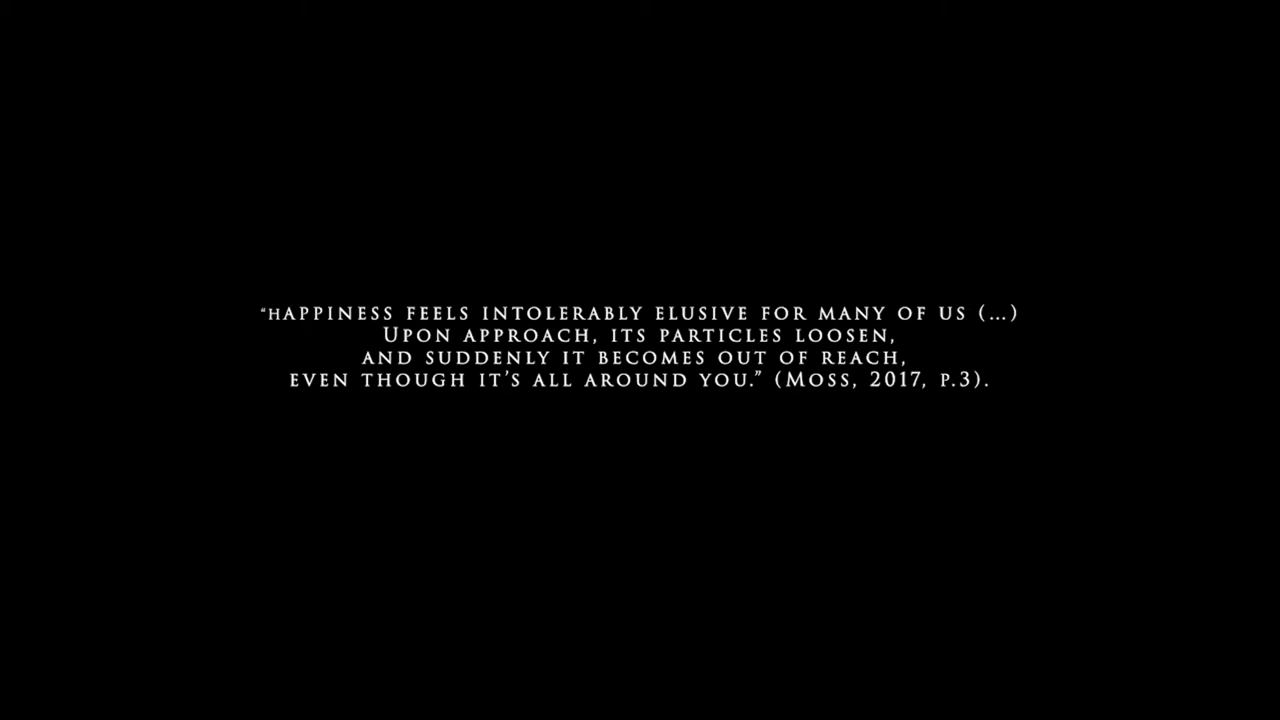 “HAPPINESS FEELS INTOLERABLY ELUSIVE FOR MANY OF US (...)
UPON APPROACH, ITS PARTICLES LOOSEN,
AND SUDDENLY IT BECOMES OUT OF REACH,
EVEN THOUGH IT’S ALL AROUND YOU.” (MOSS, 2017, P.3).